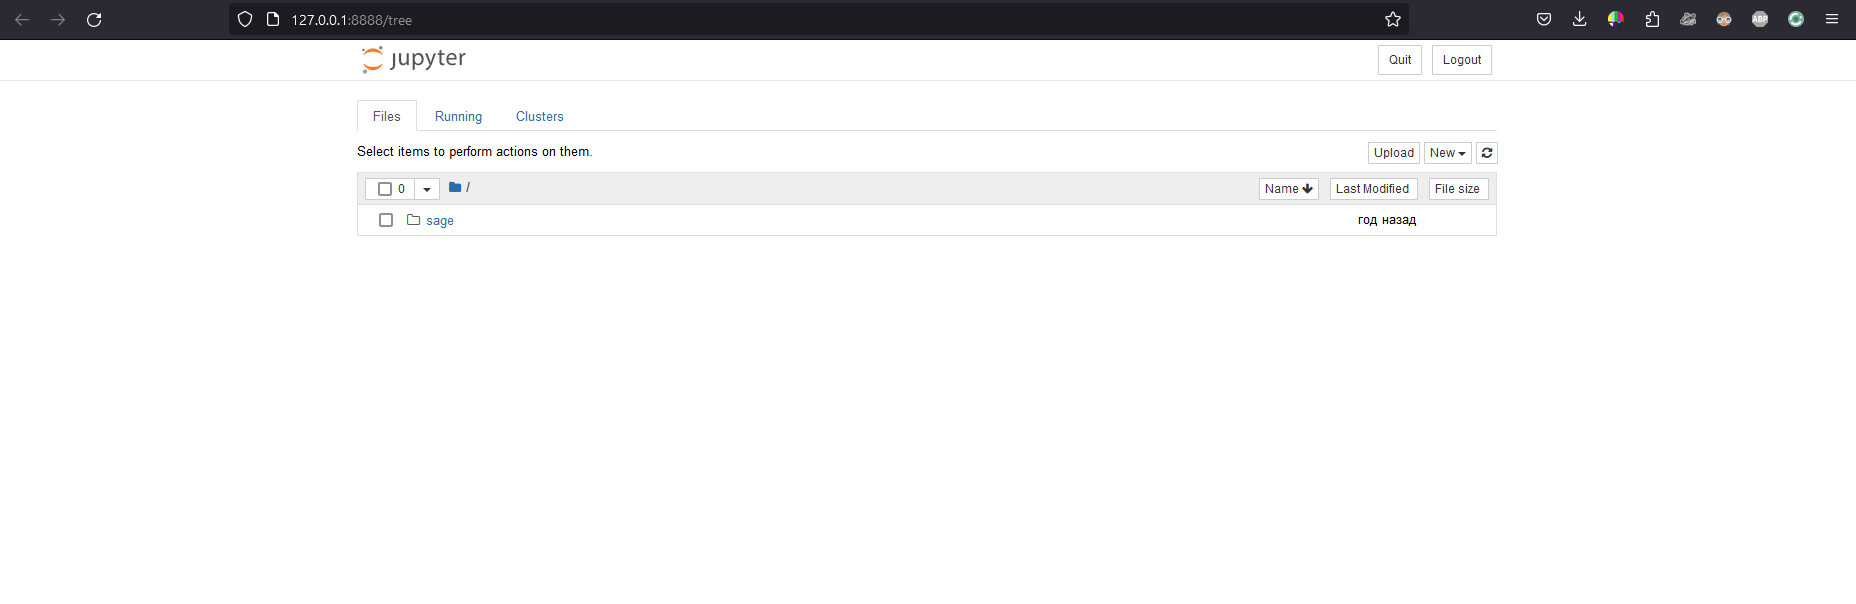 127.0.0.1:8888/tree
ABP
jupyter
Quit Logout
Files Running Clusters
Select items to perform actions on them.
Upload New
0 / Name Last Modified File size
sage год назад